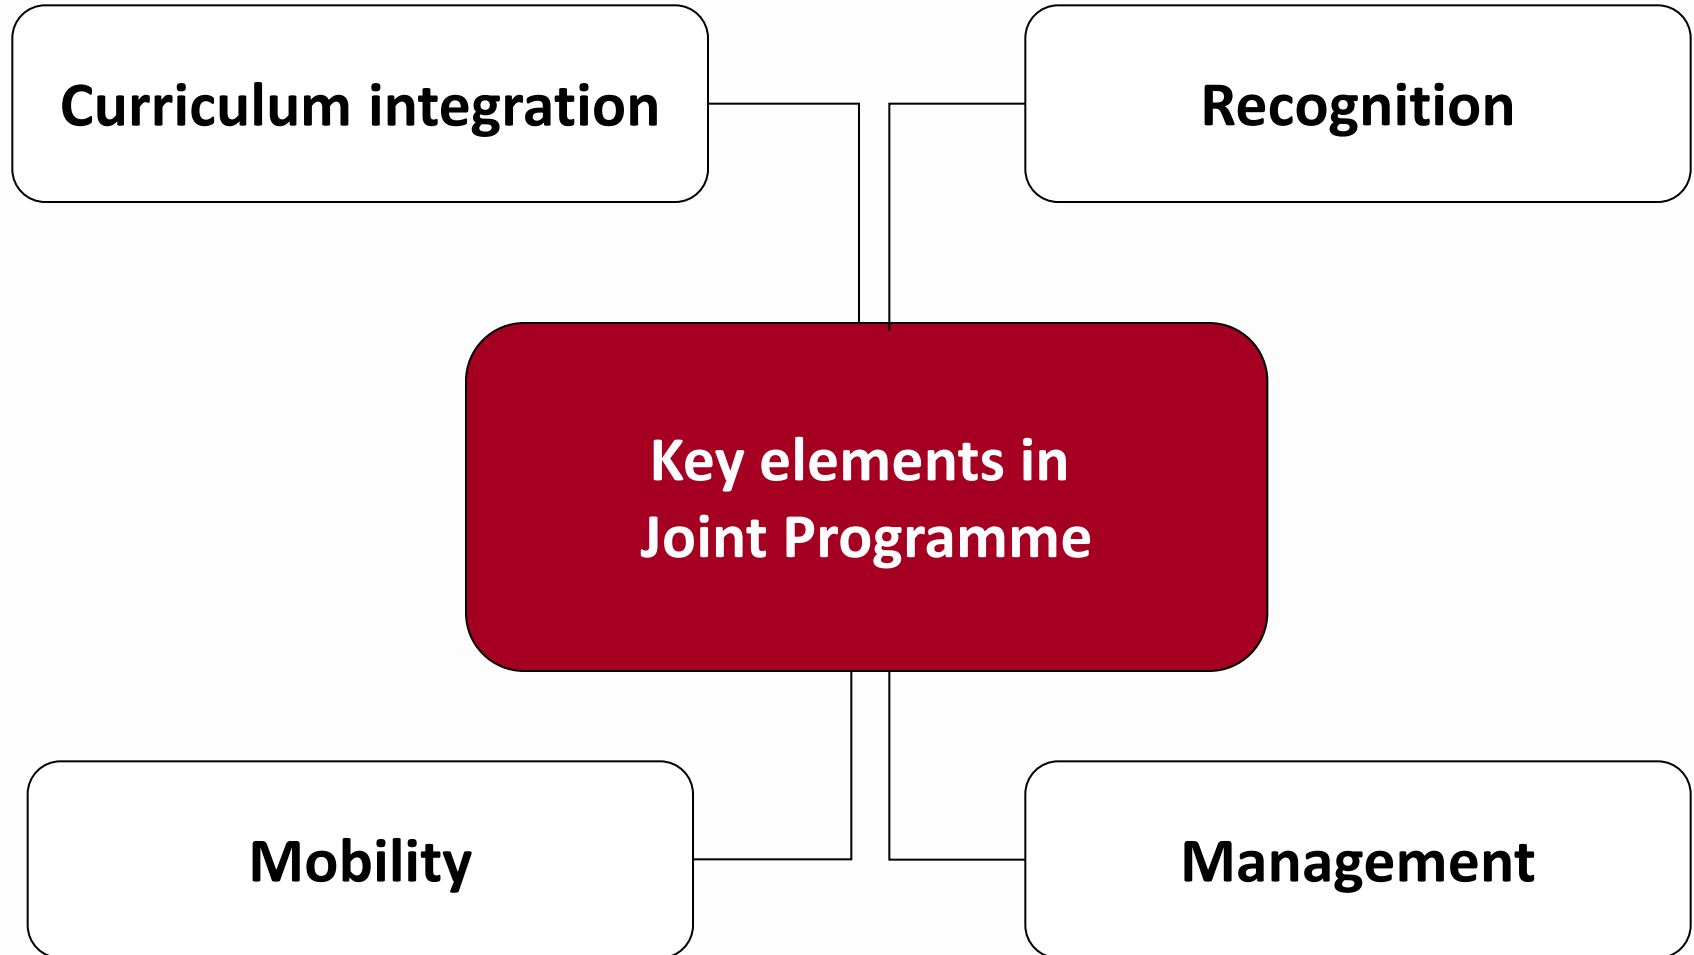 Curriculum integration
Recognition
Key elements in
Joint Programme
Mobility
Management